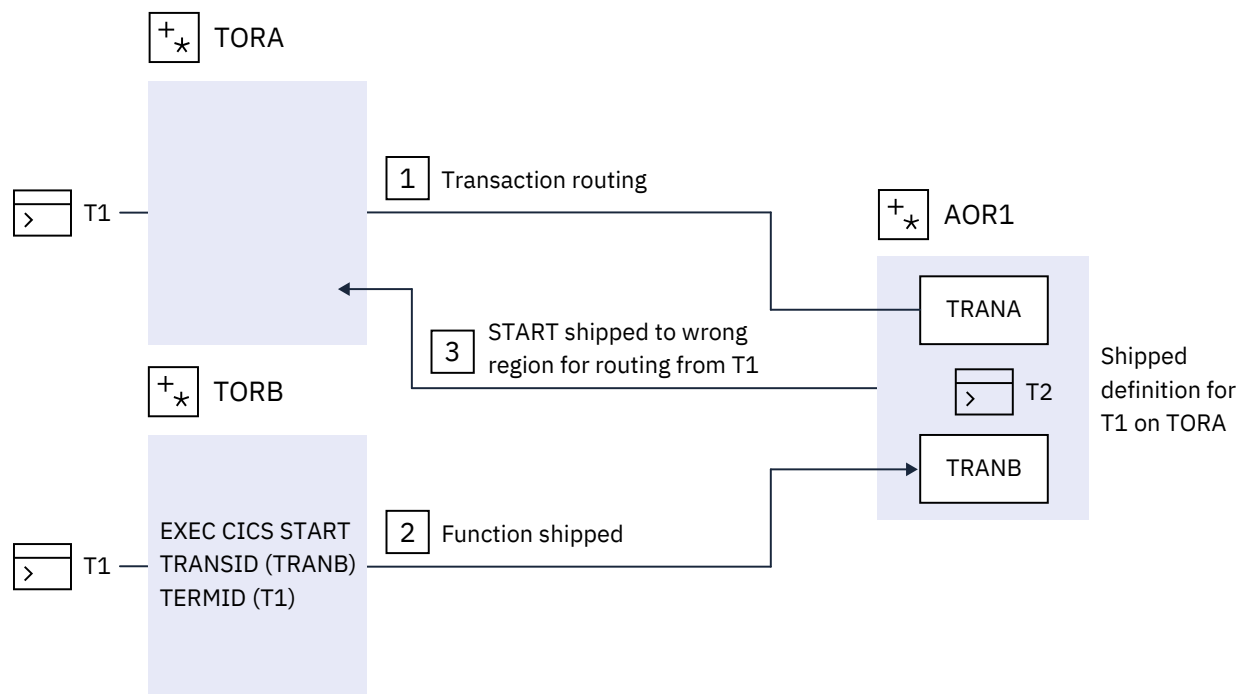 TORA
1
Transaction routing
T1
AOR1
TRANA
3
START shipped to wrong
region for routing from T1
Shipped
definition for
T1 on TORA
T2
TORB
TRANB
EXEC CICS START
TRANSID (TRANB)
TERMID (T1)
2
Function shipped
T1